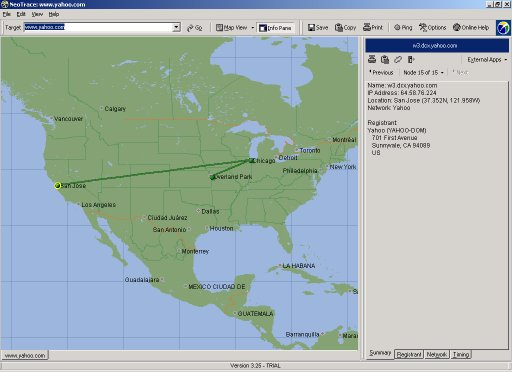 NeoTrace: www.yahoo.com
File Edit View Help
Target www.yahoo.com Go Map View Info Pane Save Copy Print Ping Options Online Help
w3.dcx.yahoo.com
External Apps
Previous Node 15 of 15 Next
Name: w3.dcx.yahoo.com
IP Address: 64.58.76.224
Location: San Jose (37.352N, 121.958W)
Network: Yahoo
Registrant:
Yahoo (YAHOO-DOM)
701 First Avenue
Sunnyvale, CA 94089
US
Calgary
Vancouver
Montréal
Toronto
Chicago
Detroit
New York
Philadelphia
Overland Park
San Jose
Los Angeles
Dallas
Ciudad Juárez
San Antonio
Houston
Monterrey
LA HABANA
Guadalajara
MEXICO CIUDAD DE
GUATEMALA
Barranquilla
Summary Registrant Network Timing
www.yahoo.com
Version 3.25 - TRIAL